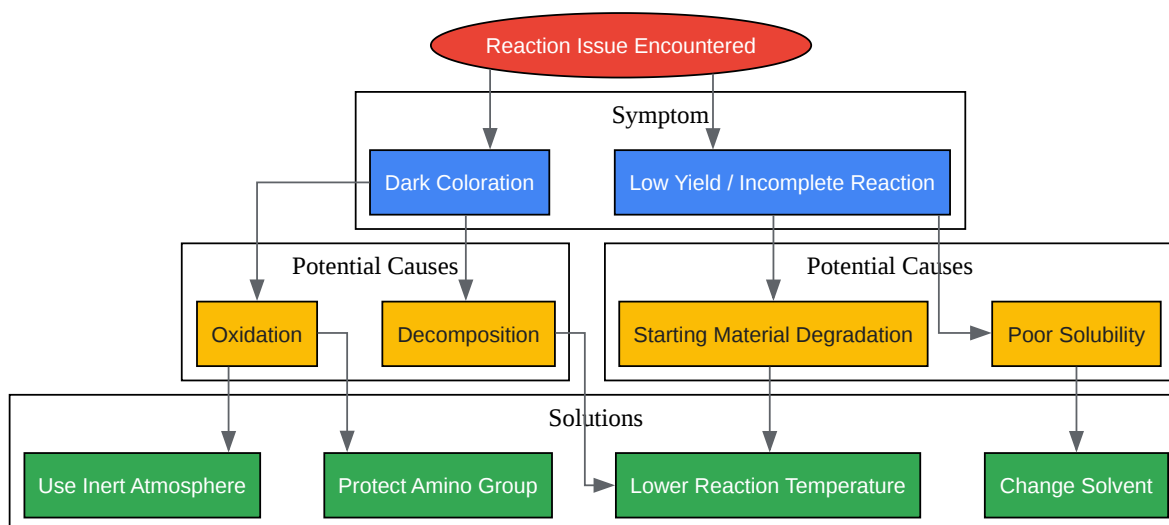 Reaction Issue Encountered
Symptom
Dark Coloration
Low Yield / Incomplete Reaction
Potential Causes
Potential Causes
Oxidation
Decomposition
Starting Material Degradation
Poor Solubility
Solutions
Use Inert Atmosphere
Protect Amino Group
Lower Reaction Temperature
Change Solvent